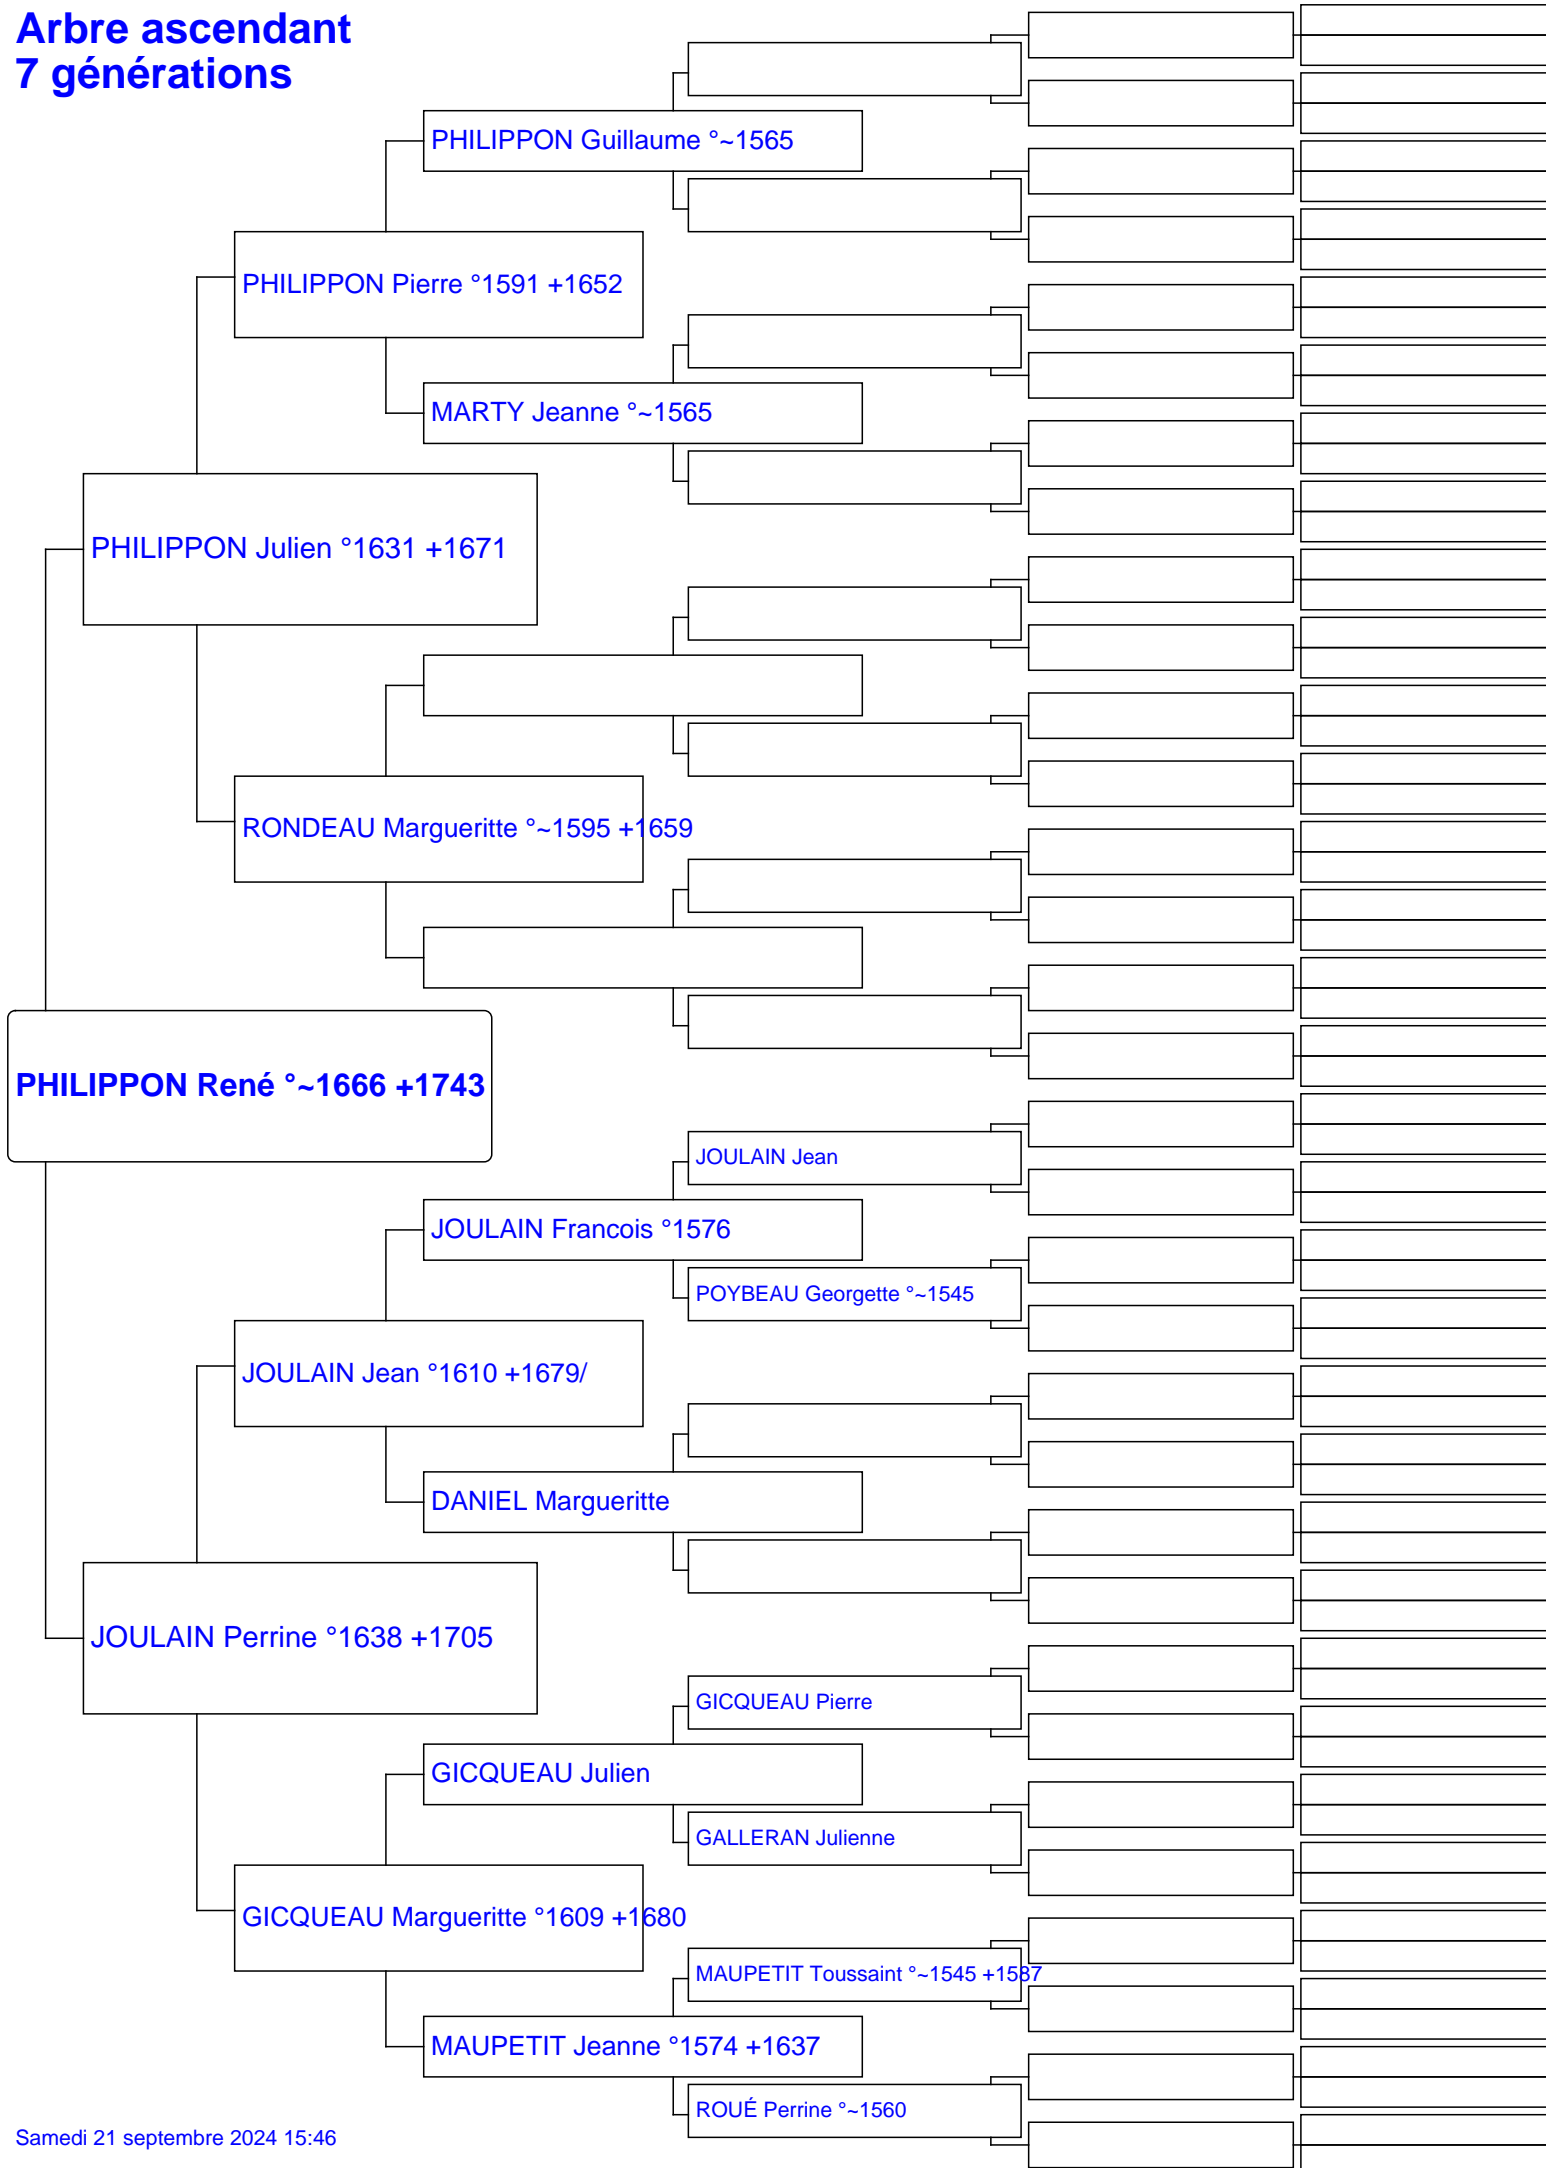 Arbre ascendant
7 générations
PHILIPPON Guillaume °~1565
PHILIPPON Pierre °1591 +1652
MARTY Jeanne °~1565
PHILIPPON Julien °1631 +1671
RONDEAU Margueritte °~1595 +1659
PHILIPPON René °~1666 +1743
JOULAIN Jean
JOULAIN Francois °1576
POYBEAU Georgette °~1545
JOULAIN Jean °1610 +1679/
DANIEL Margueritte
JOULAIN Perrine °1638 +1705
GICQUEAU Pierre
GICQUEAU Julien
GALLERAN Julienne
GICQUEAU Margueritte °1609 +1680
MAUPETIT Toussaint °~1545 +1587
MAUPETIT Jeanne °1574 +1637
ROUÉ Perrine °~1560
Samedi 21 septembre 2024 15:46